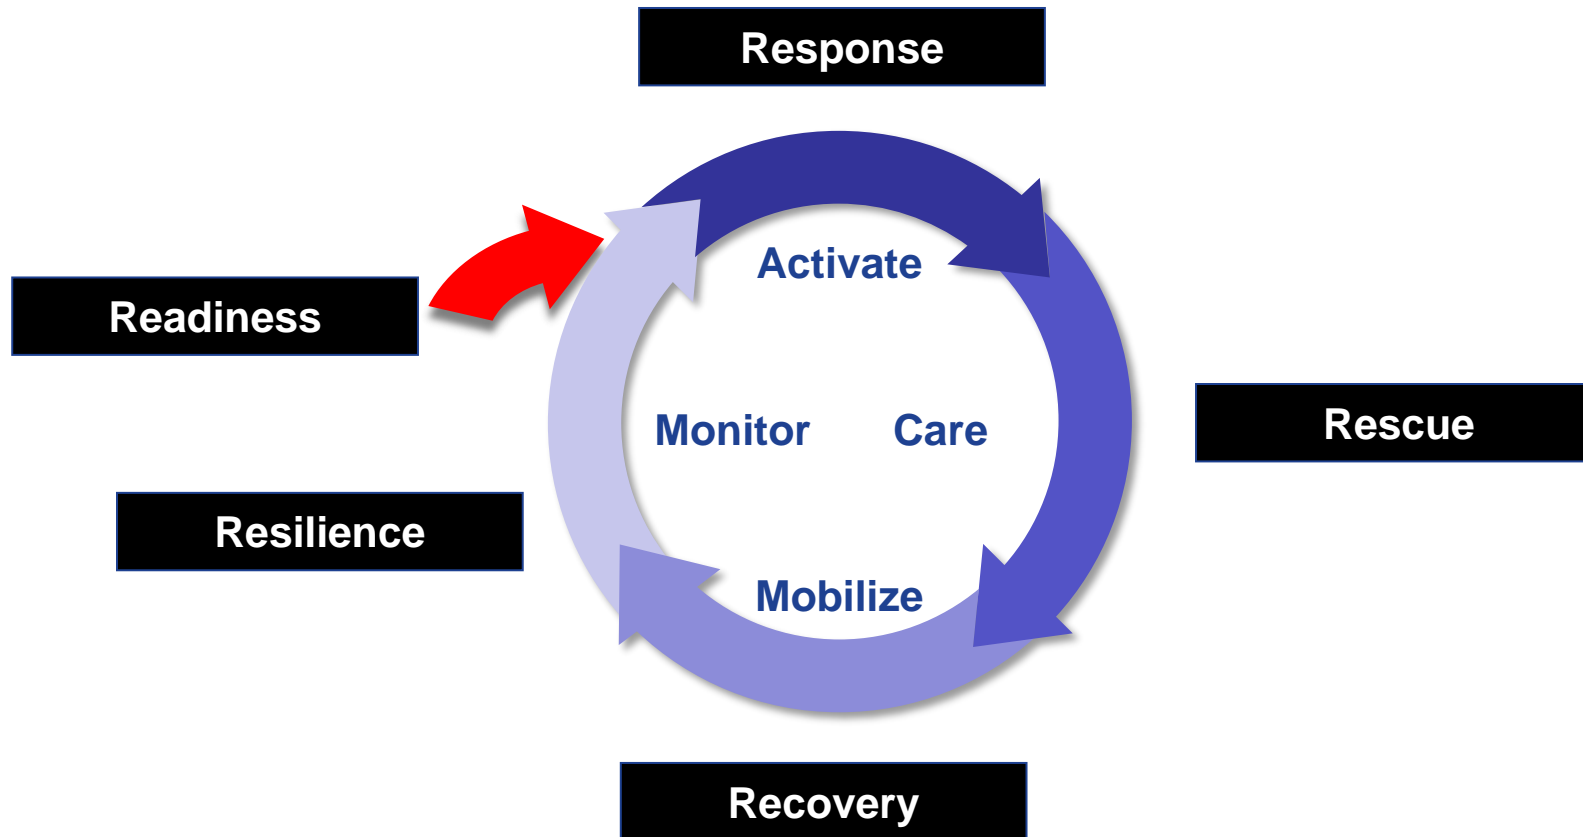 Response
Activate
Readiness
Monitor
Care
Rescue
Resilience
Mobilize
Recovery